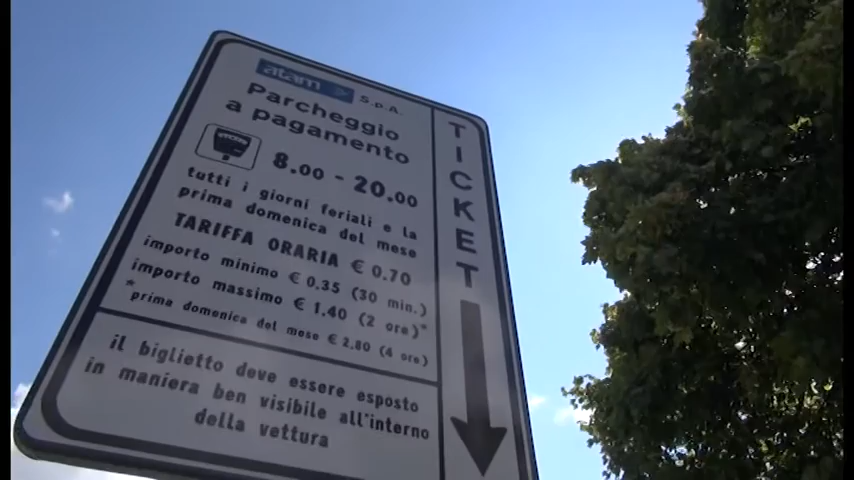 atam S.p.A.
Parcheggio
a pagamento
8.00 - 20.00
tutti i giorni feriali e la
prima domenica del mese
TARIFFA ORARIA € 0.70
importo minimo € 0,35 (30 min.)
importo massimo € 1.40 (2 ore)*
*prima domenica del mese € 2.80 (4 ore)
il biglietto deve essere esposto
in maniera ben visibile all'interno
della vettura
TICKET